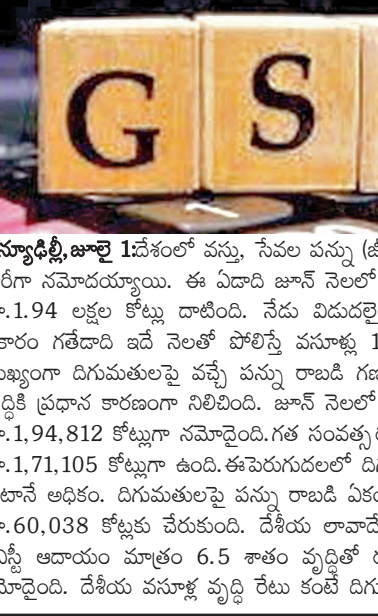 G S
న్యూఢిల్లీ,జూలై 1:దేశంలో వస్తు, సేవల పన్ను (జీ
రీగా నమోదయ్యాయి. ఈ ఏడాది జూన్ నెలలో
.1.94 లక్షల కోట్లు దాటింది. నేడు విడుదలై
కారం గతేడాది ఇదే నెలతో పోలిస్తే వసూళ్లు 1
ఖ్యంగా దిగుమతులపై వచ్చే పన్ను రాబడి గణ
ద్ధికి ప్రధాన కారణంగా నిలిచింది. జూన్ నెలలో
.1,94,812 కోట్లుగా నమోదైంది.గత సంవత్స
.1,71,105 కోట్లుగా ఉంది.ఈపెరుగుదలలో దిగ
టానే అధికం. దిగుమతులపై పన్ను రాబడి ఏకం
.60,038 కోట్లకు చేరుకుంది. దేశీయ లావాదే
ఎస్టీ ఆదాయం మాత్రం 6.5 శాతం వృద్ధితో
మోదైంది. దేశీయ వసూళ్ల వృద్ధి రేటు కంటే దిగు